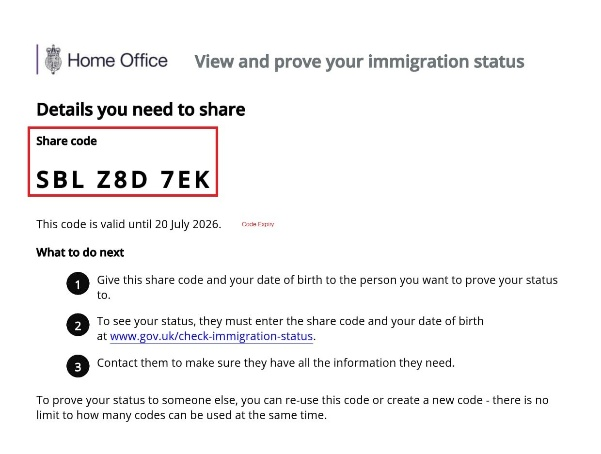 Home Office
View and prove your immigration status
Details you need to share
Share code
SBL Z8D 7EK
This code is valid until 20 July 2026.
Code Expiry
What to do next
1
Give this share code and your date of birth to the person you want to prove your status
to.
2
To see your status, they must enter the share code and your date of birth
at www.gov.uk/check-immigration-status.
3
Contact them to make sure they have all the information they need.
To prove your status to someone else, you can re-use this code or create a new code - there is no
limit to how many codes can be used at the same time.